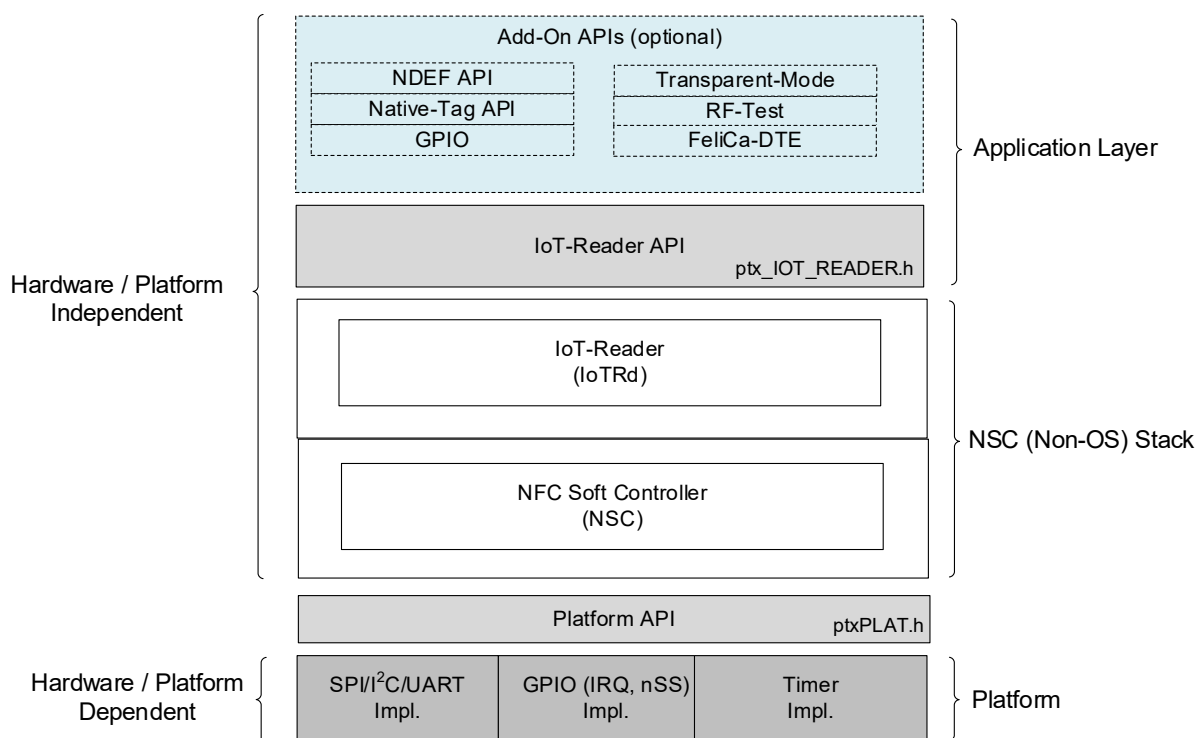 Add-On APIs (optional)
NDEF API
Native-Tag API
GPIO
Transparent-Mode
RF-Test
FeliCa-DTE
Application Layer
IoT-Reader API
ptx_IOT_READER.h
Hardware / Platform
Independent
IoT-Reader
(IoTRd)
NSC (Non-OS) Stack
NFC Soft Controller
(NSC)
Platform API
ptxPLAT.h
Hardware / Platform
Dependent
SPI/I²C/UART
Impl.
GPIO (IRQ, nSS)
Impl.
Timer
Impl.
Platform